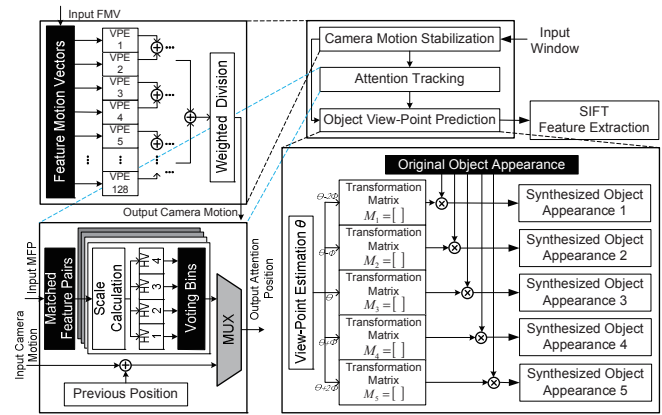 Input FMV
Feature Motion Vectors
VPE
1
VPE
2
VPE
3
VPE
4
VPE
5
VPE
128
Weighted Division
Output Camera Motion
Camera Motion Stabilization
Attention Tracking
Object View-Point Prediction
Input
Window
SIFT
Feature Extraction
Input MFP
Input Camera
Motion
Matched
Feature Pairs
Scale
Calculation
HV 4
HV 3
HV 2
HV 1
Voting Bins
MUX
Previous Position
Output Attention
Position
Original Object Appearance
View-Point Estimation θ
Θ-2Φ
Θ-Φ
Θ
Θ+Φ
Θ+2Φ
Transformation
Matrix
M₁ = [ ]
Transformation
Matrix
M₂ = [ ]
Transformation
Matrix
M₃ = [ ]
Transformation
Matrix
M₄ = [ ]
Transformation
Matrix
M₅ = [ ]
Synthesized Object
Appearance 1
Synthesized Object
Appearance 2
Synthesized Object
Appearance 3
Synthesized Object
Appearance 4
Synthesized Object
Appearance 5